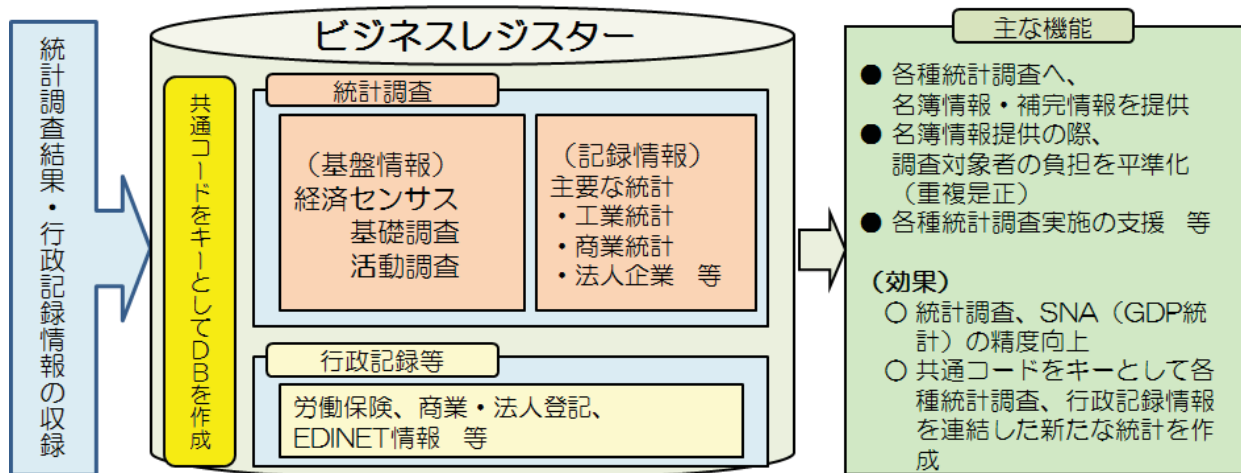 統計調査結果・行政記録情報の収録
ビジネスレジスター
共通コードをキーとしてDBを作成
統計調査
（基盤情報）
経済センサス
基礎調査
活動調査
（記録情報）
主要な統計
・工業統計
・商業統計
・法人企業　等
行政記録等
労働保険、商業・法人登記、
EDINET情報　等
主な機能
● 各種統計調査へ、
名簿情報・補完情報を提供
● 名簿情報提供の際、
調査対象者の負担を平準化
（重複是正）
● 各種統計調査実施の支援　等
（効果）
○ 統計調査、SNA（GDP統
計）の精度向上
○ 共通コードをキーとして各
種統計調査、行政記録情報
を連結した新たな統計を作
成